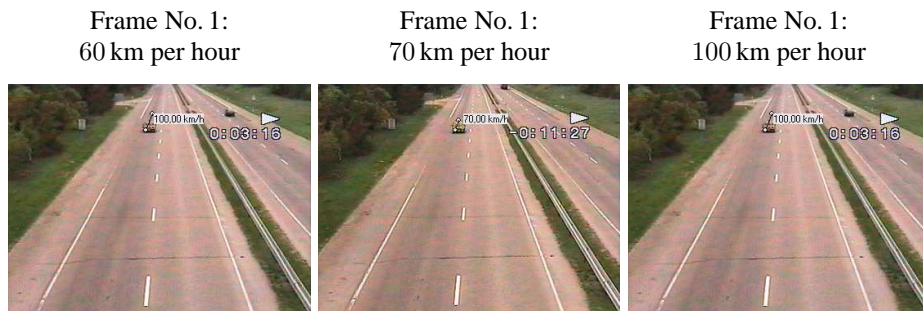 Frame No. 1:
60 km per hour
Frame No. 1:
70 km per hour
Frame No. 1:
100 km per hour
100,00 km/h
0:03:16
70.00 km/h
-0:11:27
100,00 km/h
0:03:16